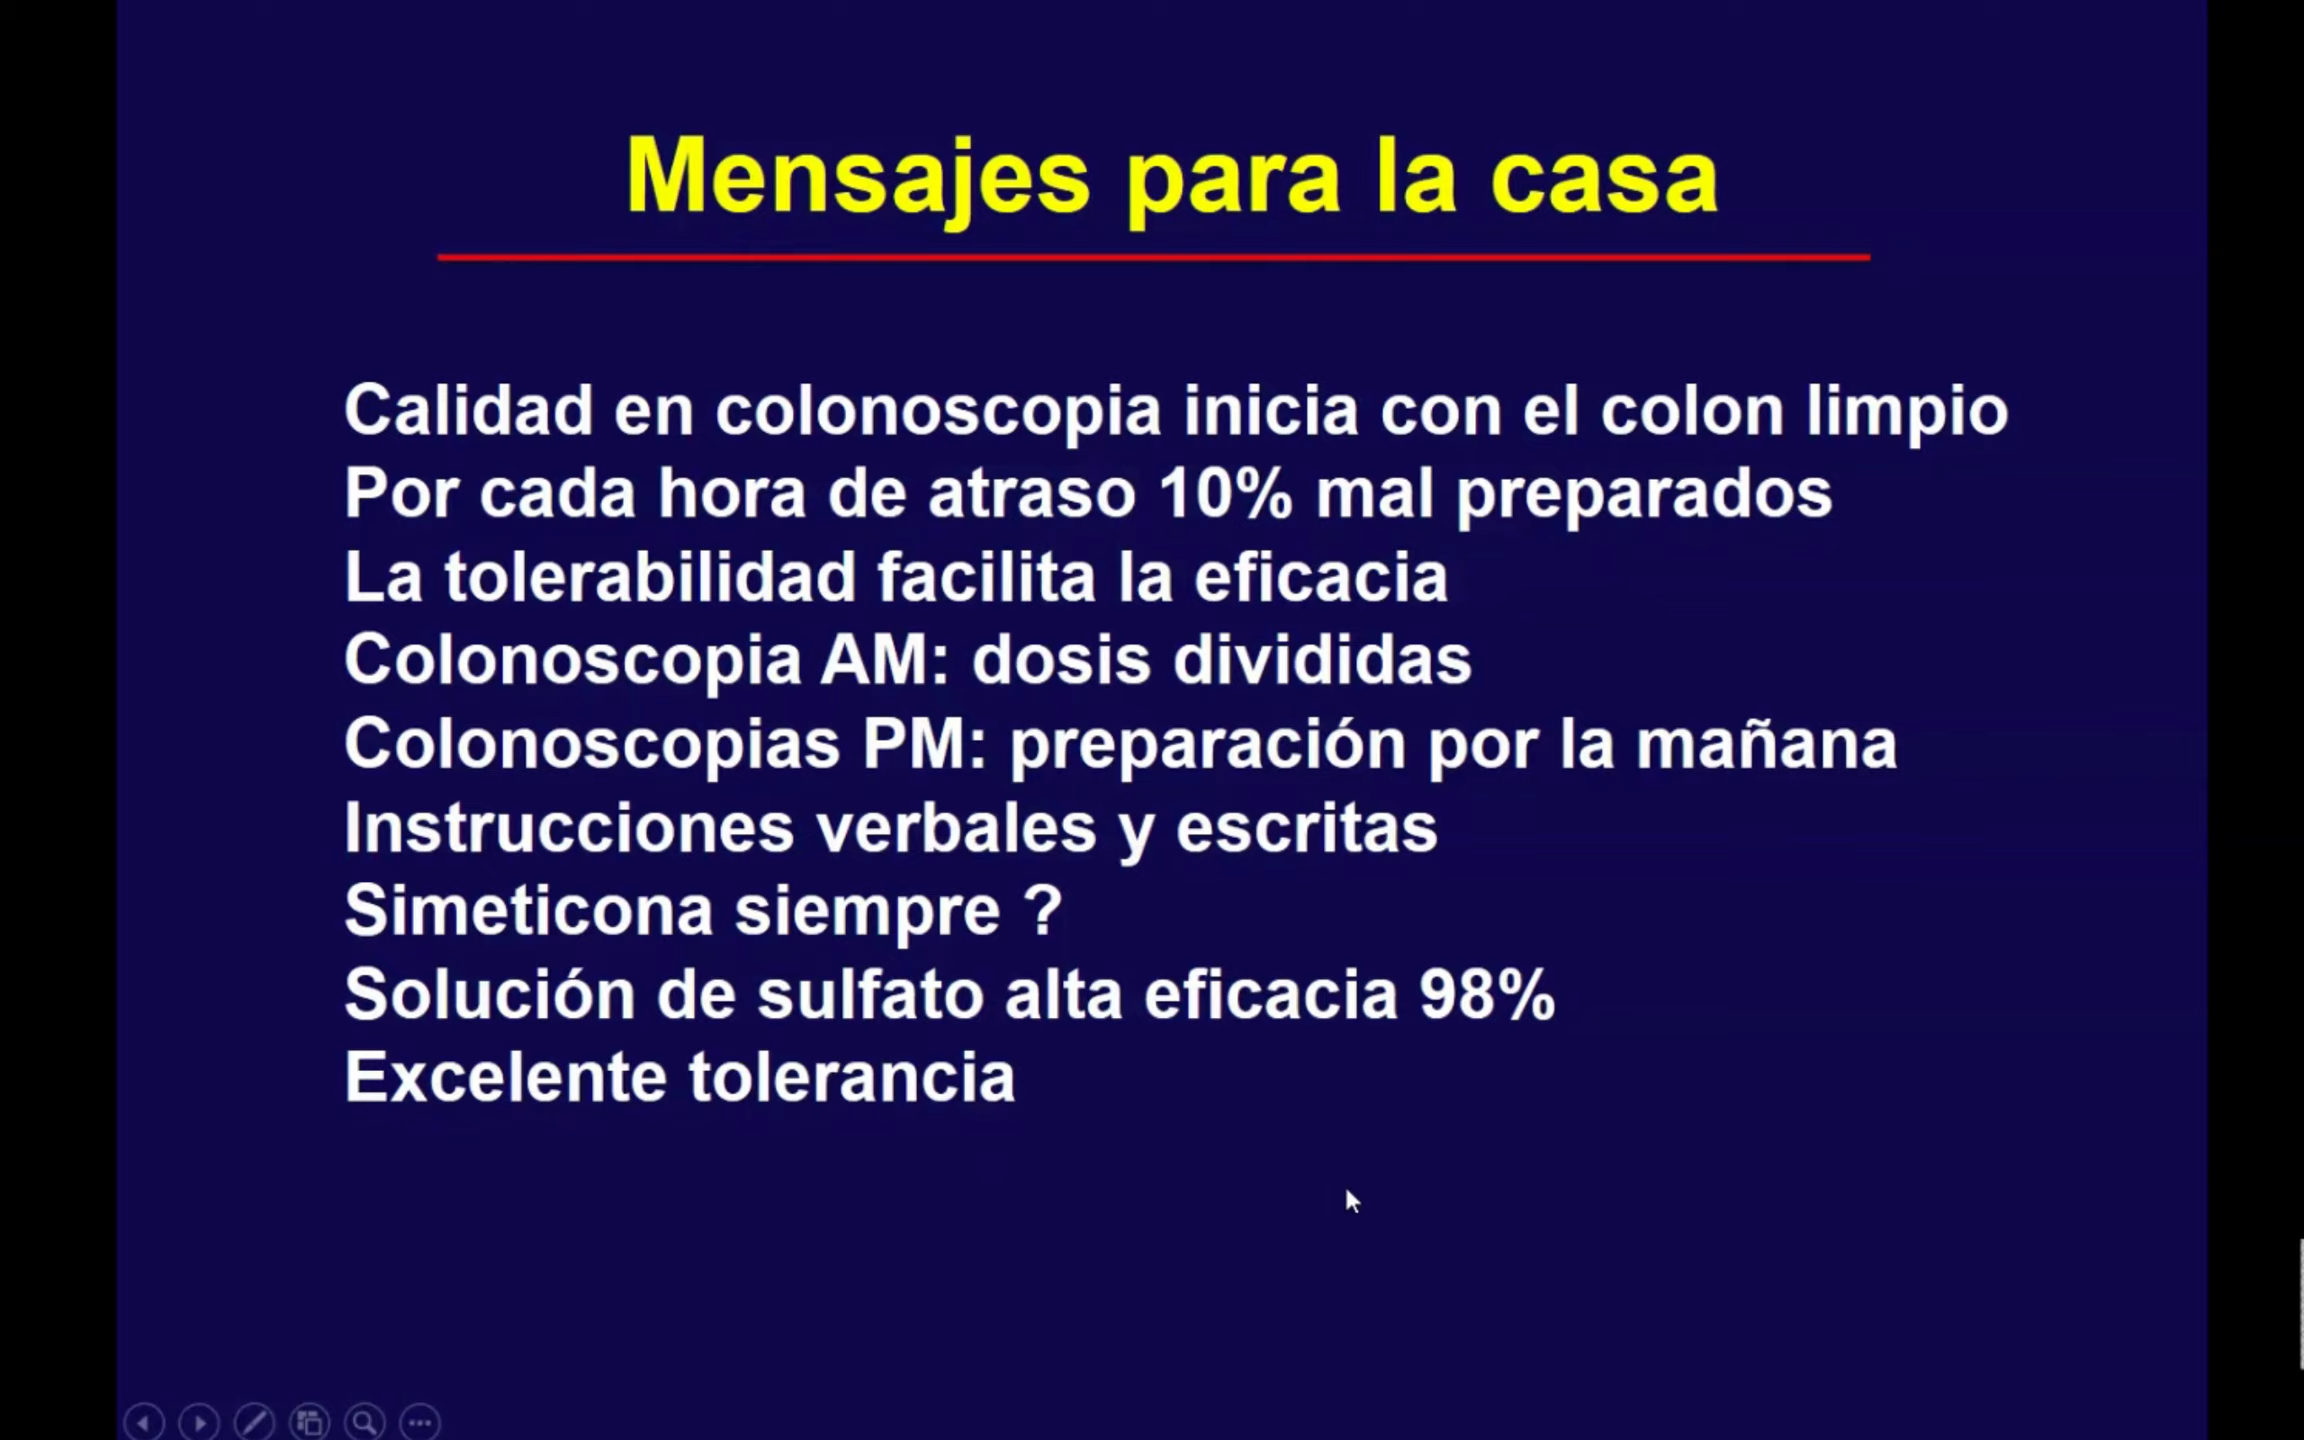 Mensajes para la casa
Calidad en colonoscopia inicia con el colon limpio
Por cada hora de atraso 10% mal preparados
La tolerabilidad facilita la eficacia
Colonoscopia AM: dosis divididas
Colonoscopias PM: preparación por la mañana
Instrucciones verbales y escritas
Simeticona siempre ?
Solución de sulfato alta eficacia 98%
Excelente tolerancia